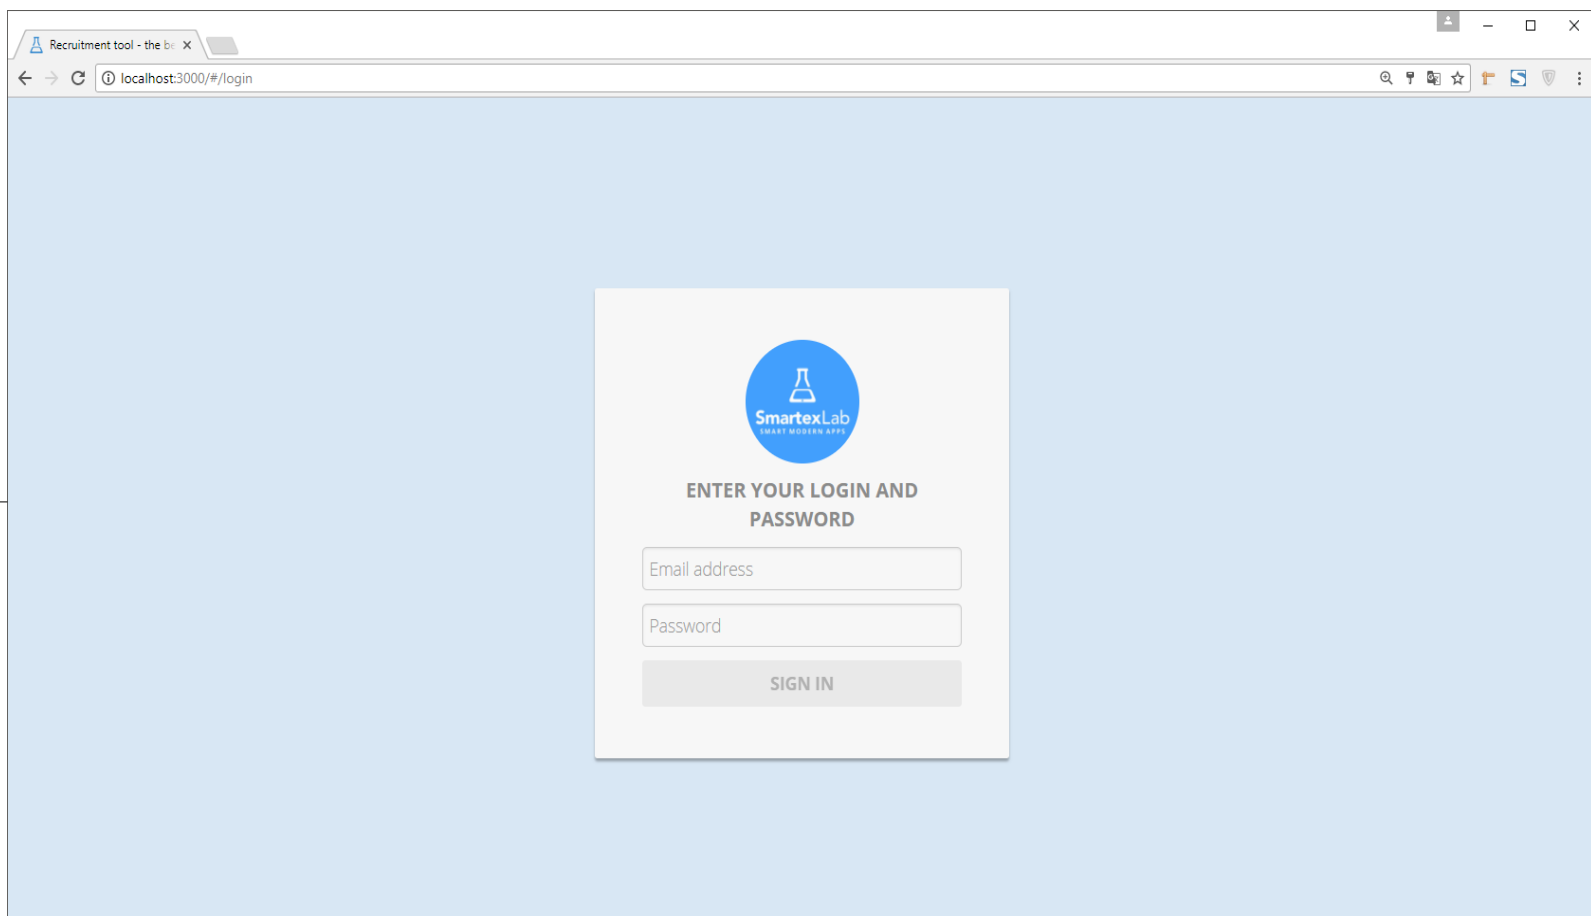 Recruitment tool - the be
localhost:3000/#/login
SmartexLab
SMART MODERN APPS
ENTER YOUR LOGIN AND
PASSWORD
Email address
Password
SIGN IN